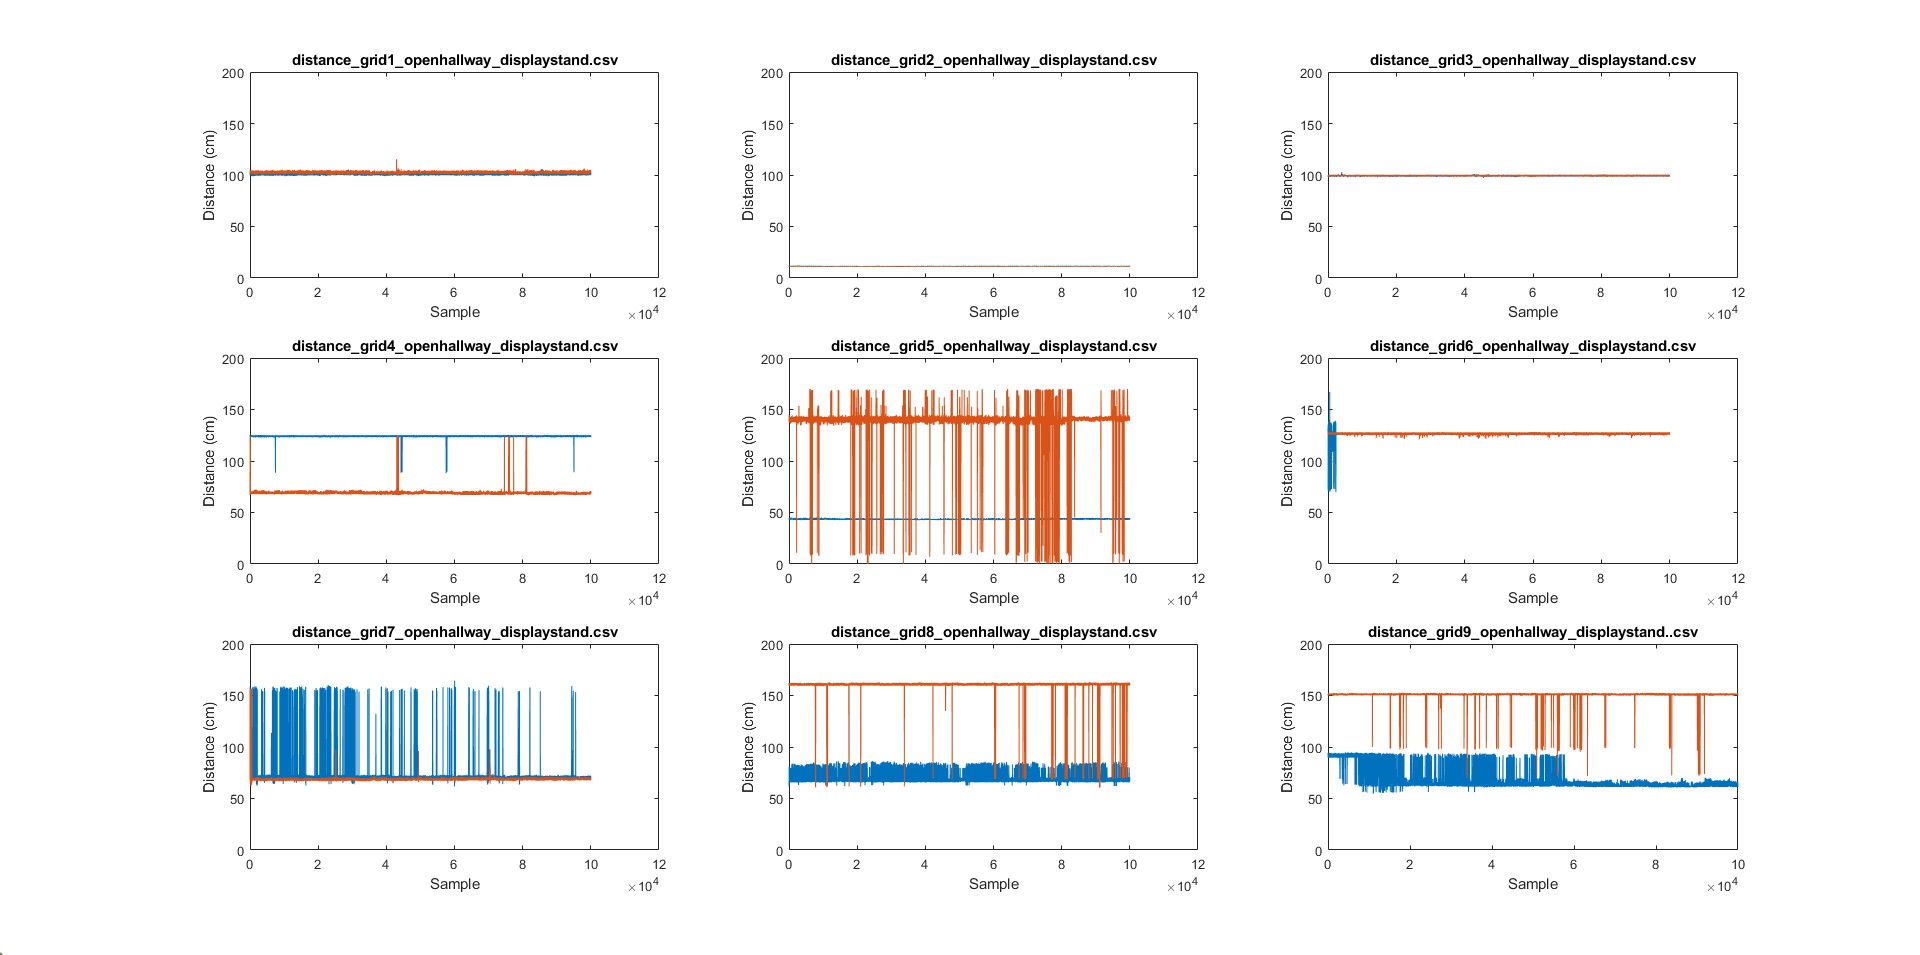 distance_grid1_openhallway_displaystand.csv
200
150
100
50
0
Distance (cm)
0 2 4 6 8 10 12
Sample
×10^4
distance_grid2_openhallway_displaystand.csv
200
150
100
50
0
Distance (cm)
0 2 4 6 8 10 12
Sample
×10^4
distance_grid3_openhallway_displaystand.csv
200
150
100
50
0
Distance (cm)
0 2 4 6 8 10 12
Sample
×10^4
distance_grid4_openhallway_displaystand.csv
200
150
100
50
0
Distance (cm)
0 2 4 6 8 10 12
Sample
×10^4
distance_grid5_openhallway_displaystand.csv
200
150
100
50
0
Distance (cm)
0 2 4 6 8 10 12
Sample
×10^4
distance_grid6_openhallway_displaystand.csv
200
150
100
50
0
Distance (cm)
0 2 4 6 8 10 12
Sample
×10^4
distance_grid7_openhallway_displaystand.csv
200
150
100
50
0
Distance (cm)
0 2 4 6 8 10 12
Sample
×10^4
distance_grid8_openhallway_displaystand.csv
200
150
100
50
0
Distance (cm)
0 2 4 6 8 10 12
Sample
×10^4
distance_grid9_openhallway_displaystand..csv
200
150
100
50
0
Distance (cm)
0 2 4 6 8 10
Sample
×10^4